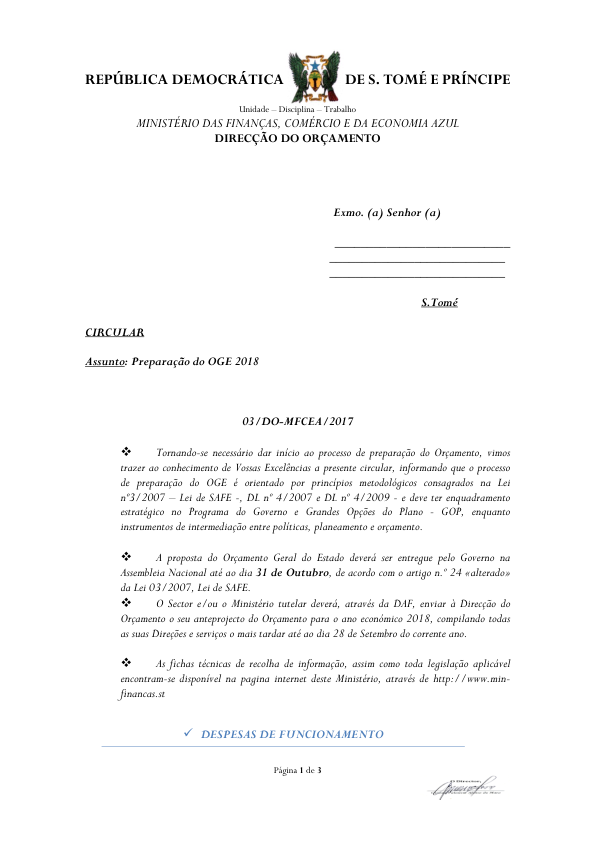 REPÚBLICA DEMOCRÁTICA DE S. TOMÉ E PRÍNCIPE
Unidade – Disciplina – Trabalho
MINISTÉRIO DAS FINANÇAS, COMÉRCIO E DA ECONOMIA AZUL
DIRECÇÃO DO ORÇAMENTO
Exmo. (a) Senhor (a)
S.Tomé
CIRCULAR
Assunto: Preparação do OGE 2018
03/DO-MFCEA/2017
❖ Tornando-se necessário dar início ao processo de preparação do Orçamento, vimos
trazer ao conhecimento de Vossas Excelências a presente circular, informando que o processo
de preparação do OGE é orientado por princípios metodológicos consagrados na Lei
nº3/2007 – Lei de SAFE -, DL nº 4/2007 e DL nº 4/2009 - e deve ter enquadramento
estratégico no Programa do Governo e Grandes Opções do Plano - GOP, enquanto
instrumentos de intermediação entre políticas, planeamento e orçamento.
❖ A proposta do Orçamento Geral do Estado deverá ser entregue pelo Governo na
Assembleia Nacional até ao dia 31 de Outubro, de acordo com o artigo n.º 24 «alterado»
da Lei 03/2007, Lei de SAFE.
❖ O Sector e/ou o Ministério tutelar deverá, através da DAF, enviar à Direcção do
Orçamento o seu anteprojecto do Orçamento para o ano económico 2018, compilando todas
as suas Direções e serviços o mais tardar até ao dia 28 de Setembro do corrente ano.
❖ As fichas técnicas de recolha de informação, assim como toda legislação aplicável
encontram-se disponível na pagina internet deste Ministério, através de http://www.min-
financas.st
✓ DESPESAS DE FUNCIONAMENTO
Página 1 de 3